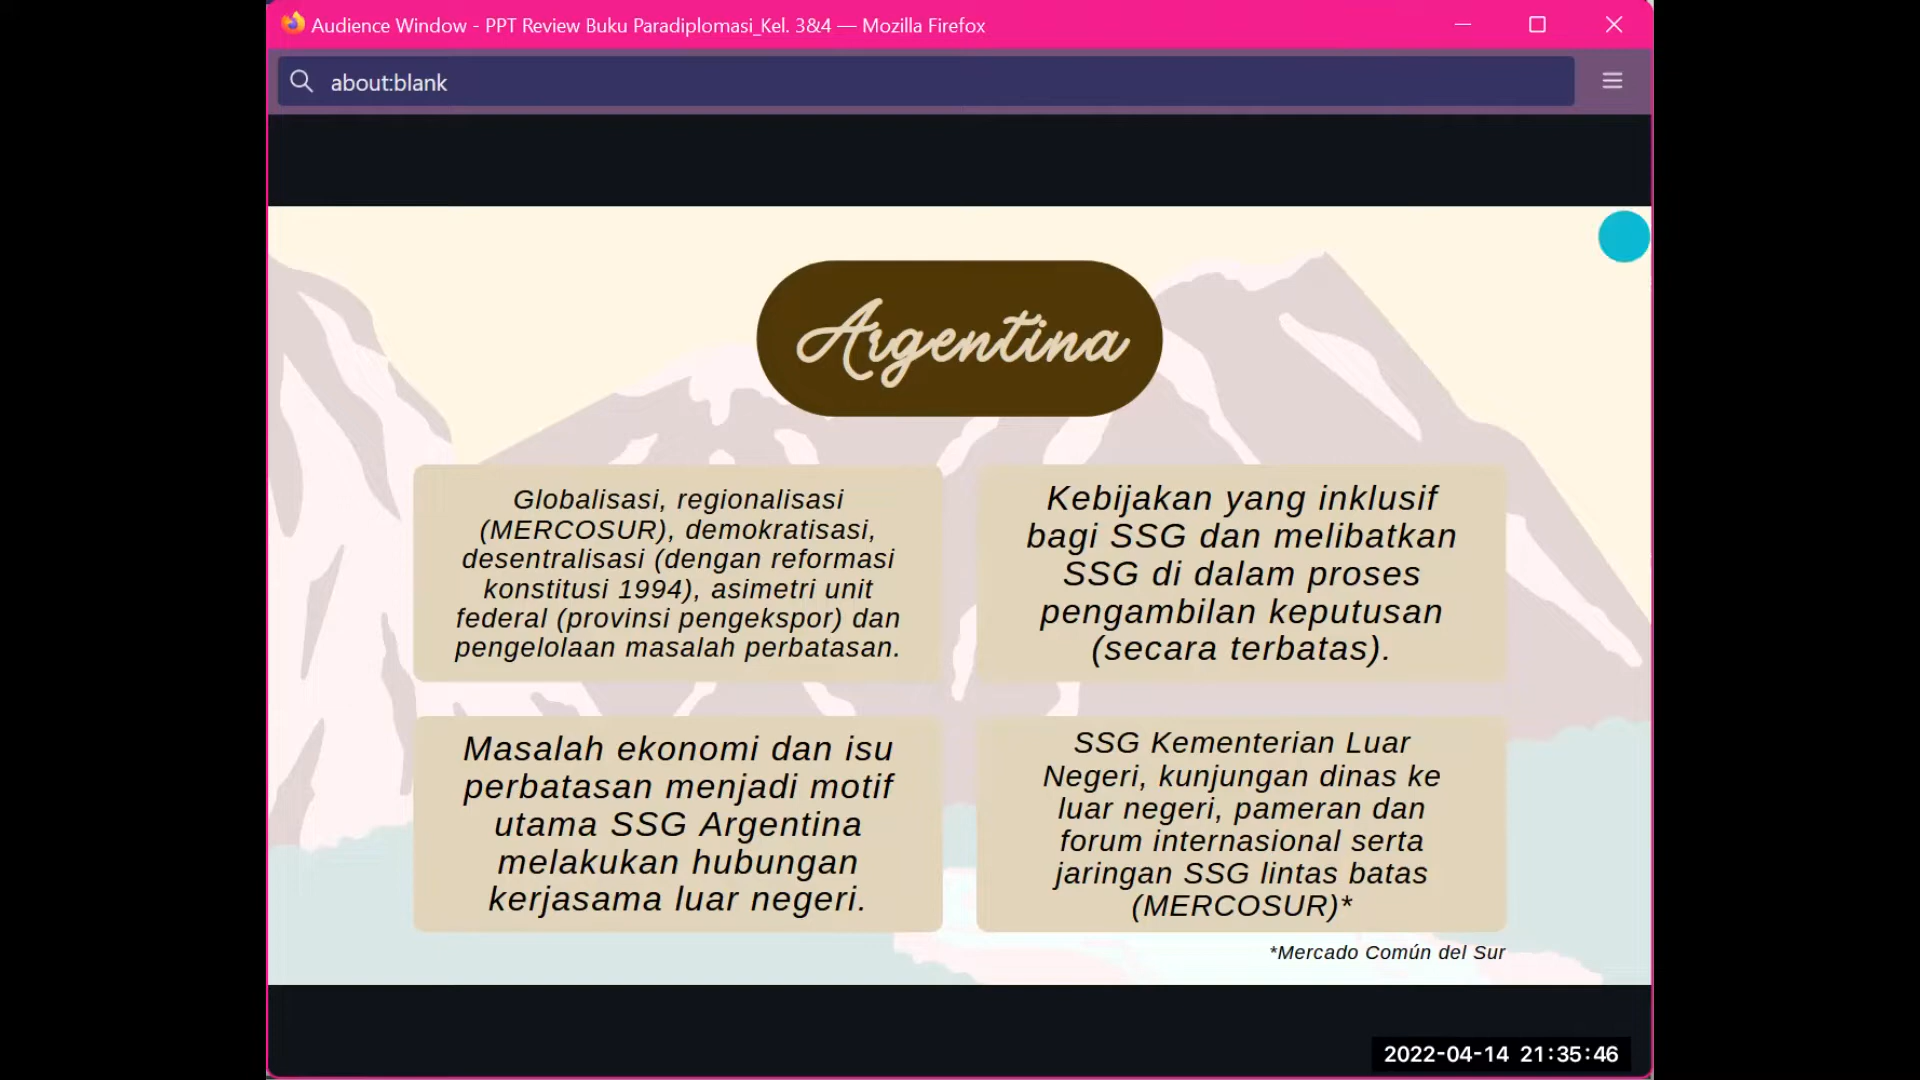 Audience Window - PPT Review Buku Paradiplomasi_Kel. 3&4 — Mozilla Firefox
about:blank
Argentina
Globalisasi, regionalisasi
(MERCOSUR), demokratisasi,
desentralisasi (dengan reformasi
konstitusi 1994), asimetri unit
federal (provinsi pengekspor) dan
pengelolaan masalah perbatasan.
Kebijakan yang inklusif
bagi SSG dan melibatkan
SSG di dalam proses
pengambilan keputusan
(secara terbatas).
Masalah ekonomi dan isu
perbatasan menjadi motif
utama SSG Argentina
melakukan hubungan
kerjasama luar negeri.
SSG Kementerian Luar
Negeri, kunjungan dinas ke
luar negeri, pameran dan
forum internasional serta
jaringan SSG lintas batas
(MERCOSUR)*
*Mercado Común del Sur
2022-04-14 21:35:46